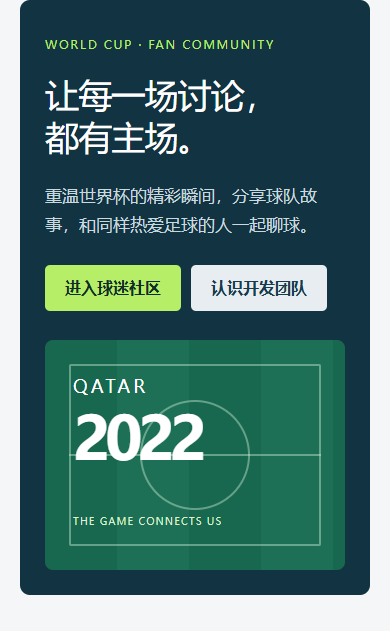 WORLD CUP · FAN COMMUNITY
让每一场讨论，
都有主场。
重温世界杯的精彩瞬间，分享球队故
事，和同样热爱足球的人一起聊球。
进入球迷社区 认识开发团队
QATAR
2022
THE GAME CONNECTS US